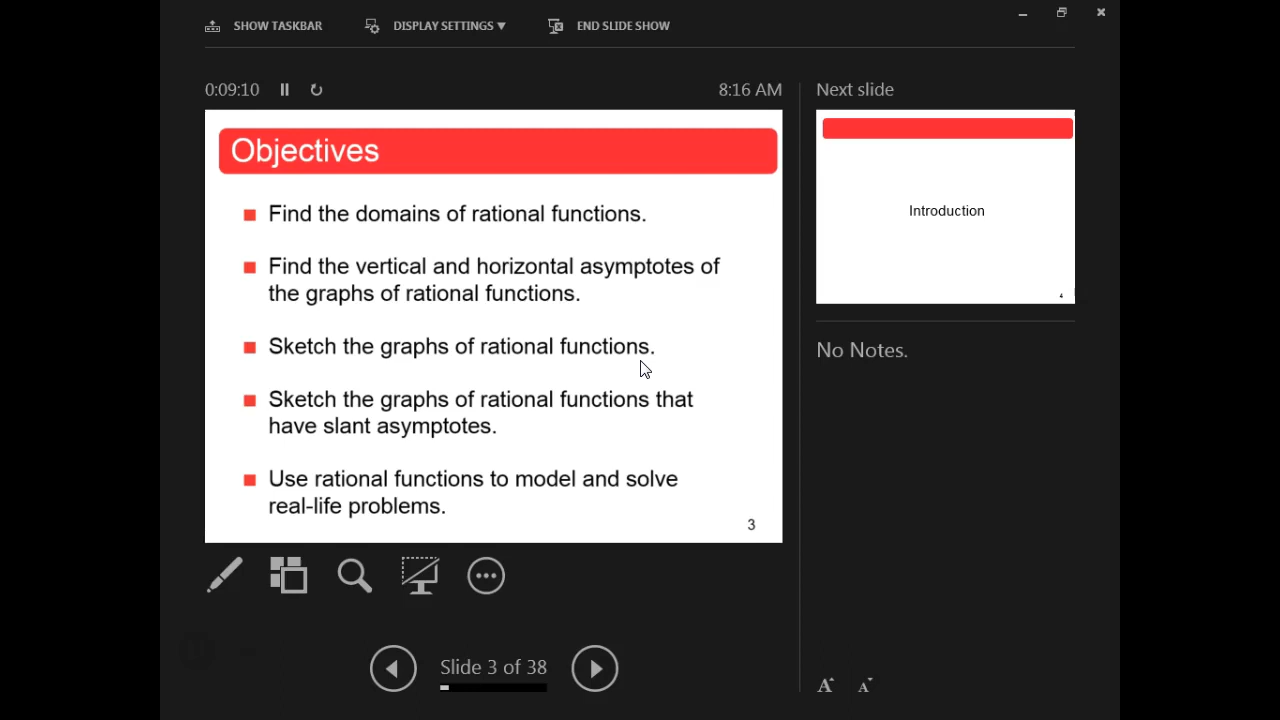 SHOW TASKBAR
DISPLAY SETTINGS ▼
END SLIDE SHOW
0:09:10
8:16 AM
Objectives
Find the domains of rational functions.
Find the vertical and horizontal asymptotes of
the graphs of rational functions.
Sketch the graphs of rational functions.
Sketch the graphs of rational functions that
have slant asymptotes.
Use rational functions to model and solve
real-life problems.
3
Slide 3 of 38
Next slide
Introduction
4
No Notes.
A A